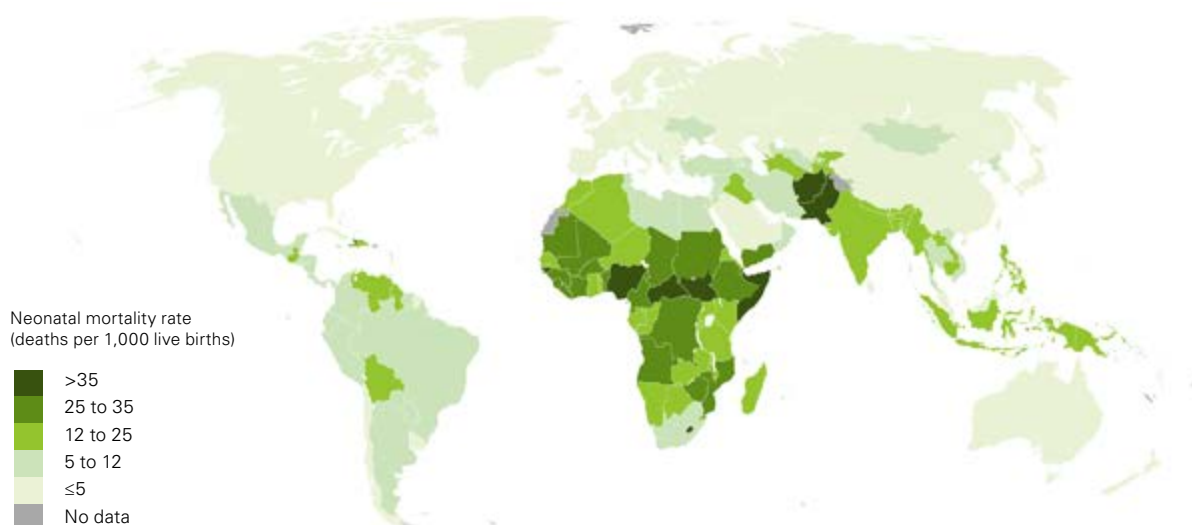 Neonatal mortality rate
(deaths per 1,000 live births)
>35
25 to 35
12 to 25
5 to 12
≤5
No data